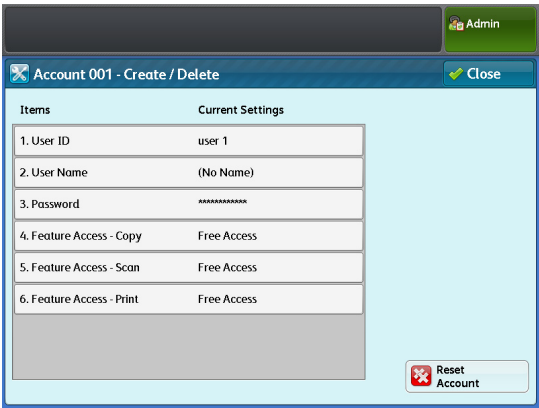 Admin
Account 001 - Create / Delete
Close
Items Current Settings
1. User ID user 1
2. User Name (No Name)
3. Password ************
4. Feature Access - Copy Free Access
5. Feature Access - Scan Free Access
6. Feature Access - Print Free Access
Reset
Account